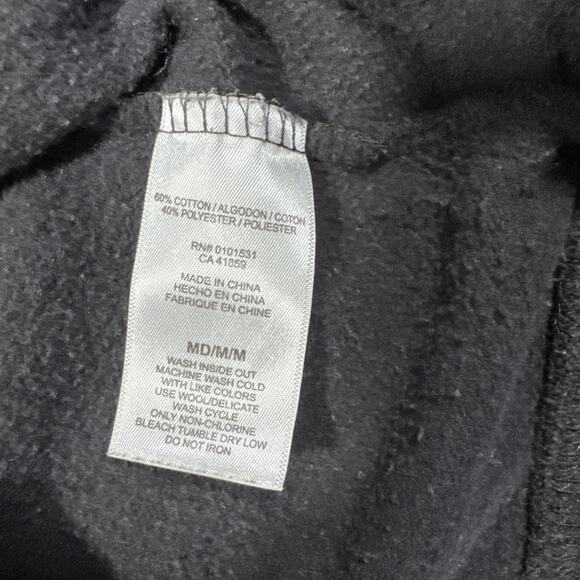 60% COTTON / ALGODON / COTON
40% POLYESTER / POLIESTER
RN# 0101531
CA 41859
MADE IN CHINA
HECHO EN CHINA
FABRIQUE EN CHINE
MD/M/M
WASH INSIDE OUT
MACHINE WASH COLD
WITH LIKE COLORS
USE WOOL/DELICATE
WASH CYCLE
ONLY NON-CHLORINE
BLEACH TUMBLE DRY LOW
DO NOT IRON